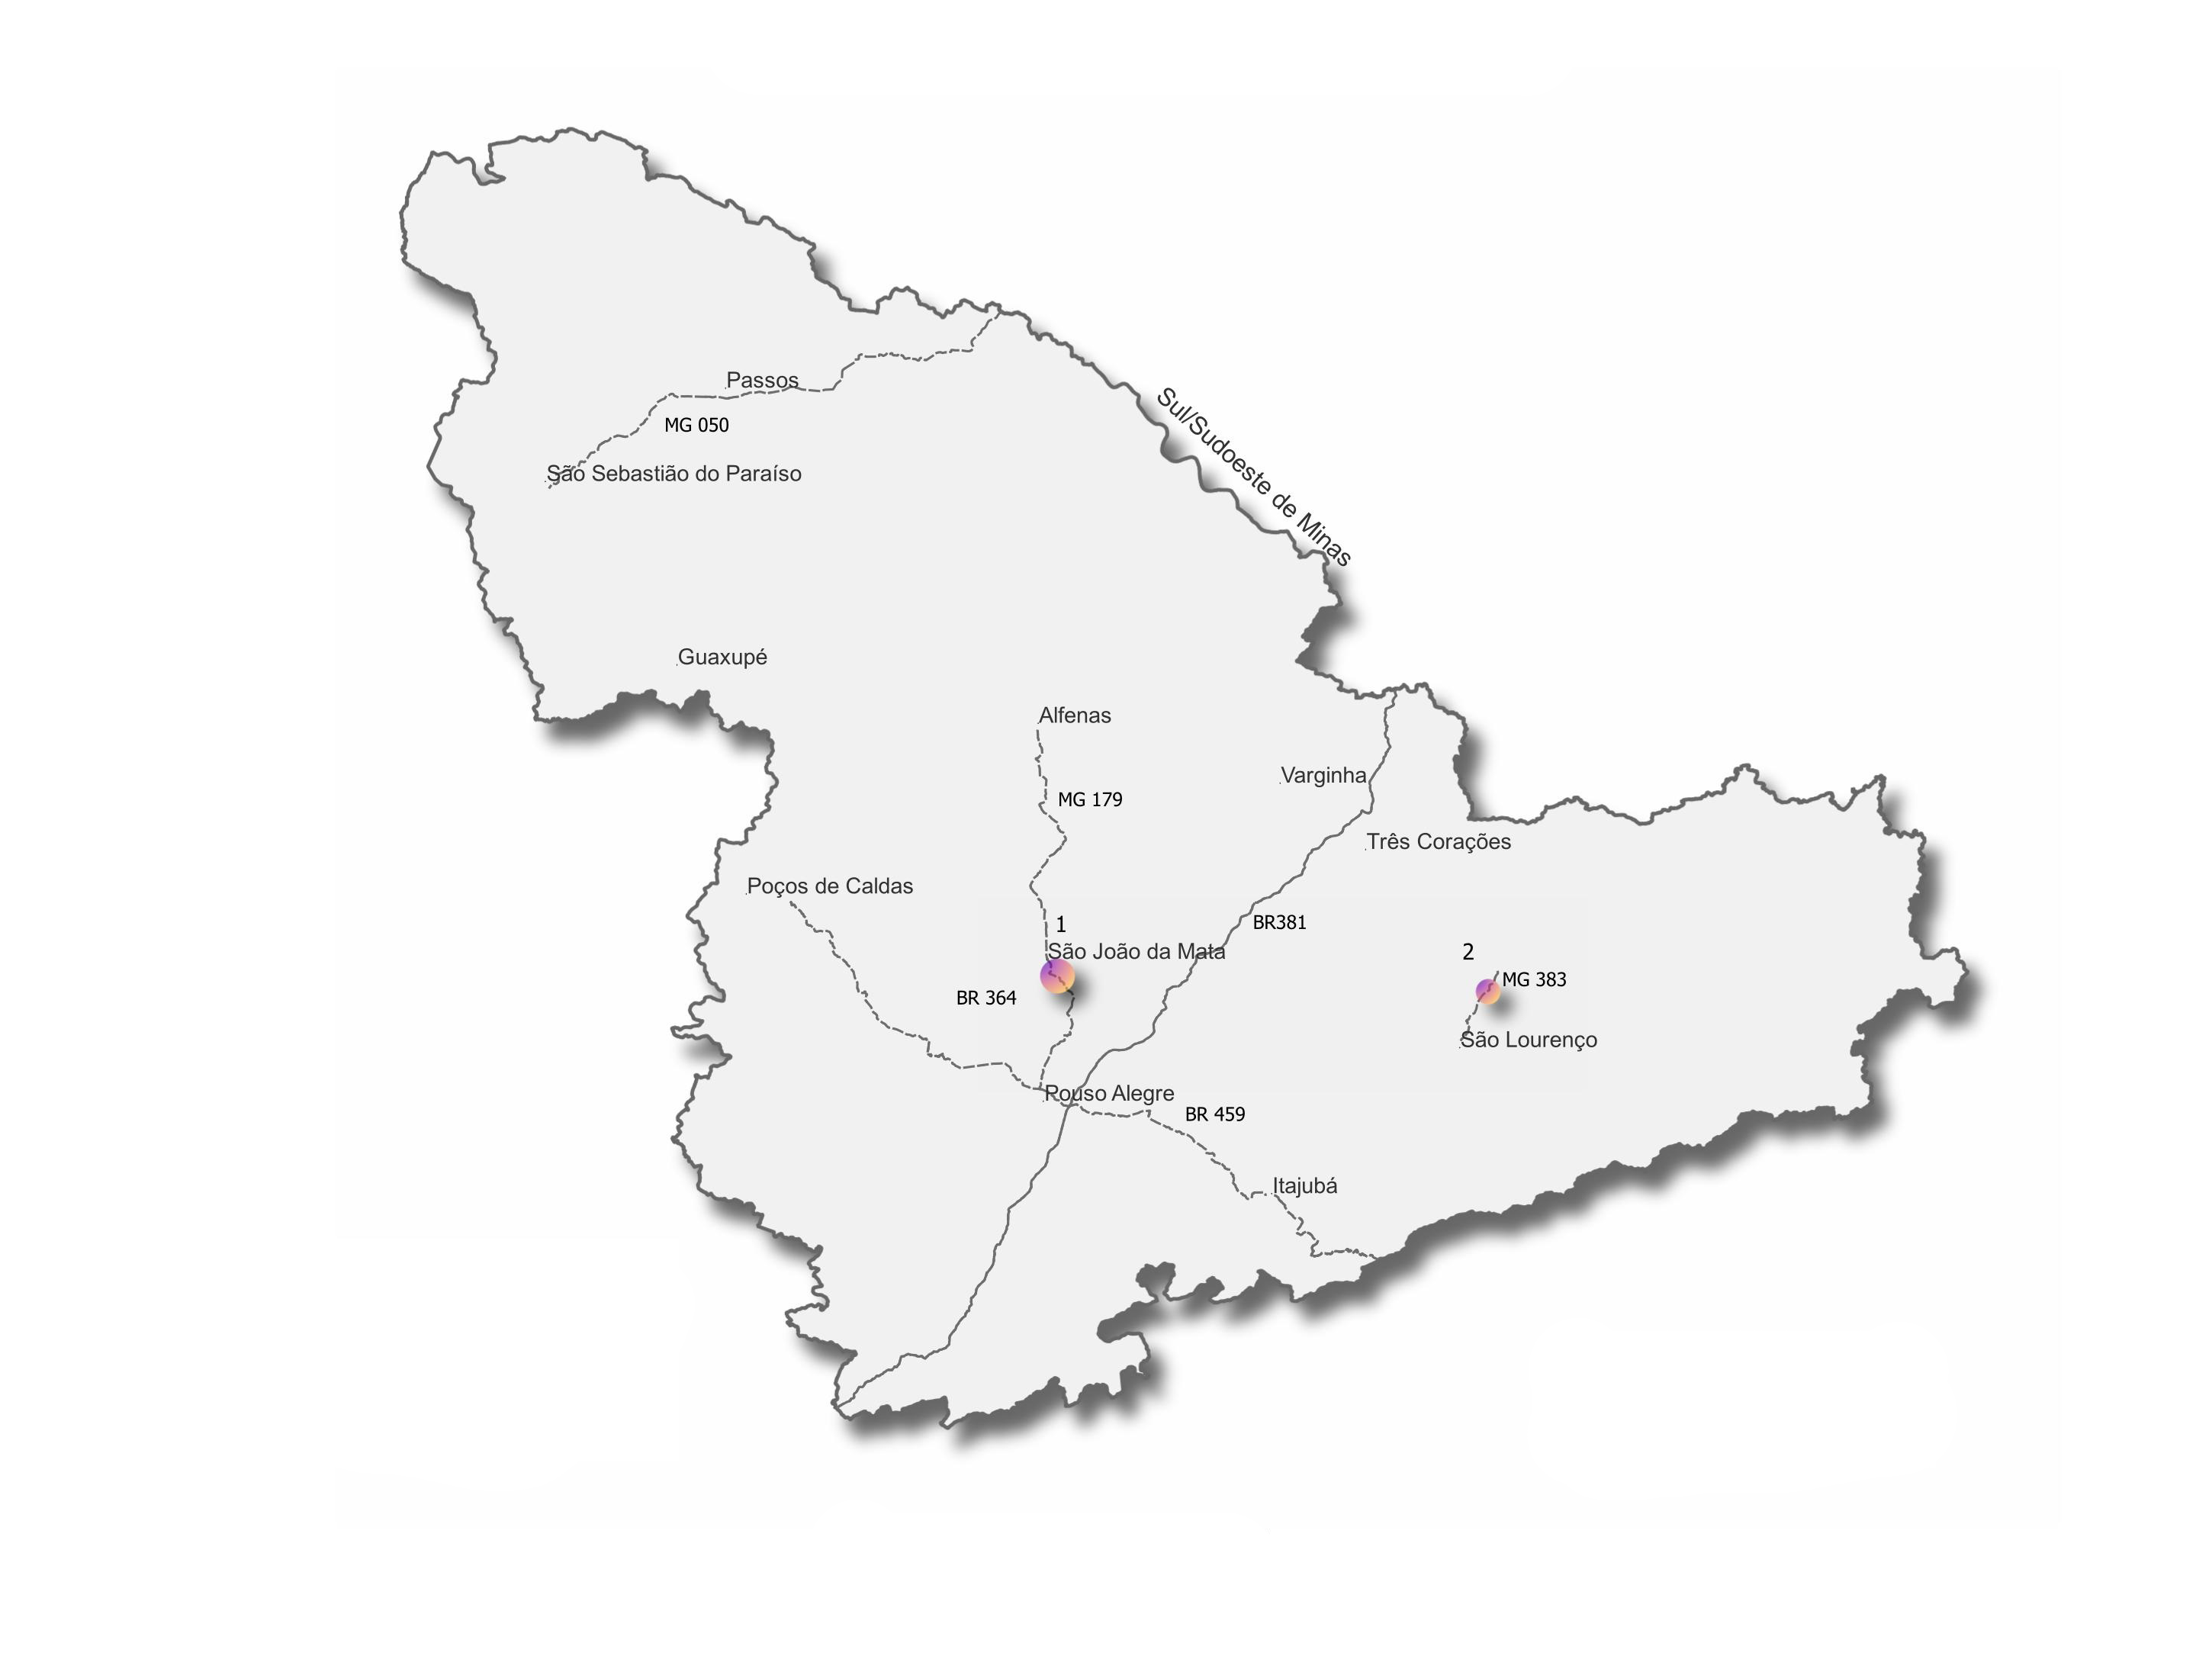 Passos
Sul/Sudoeste de Minas
MG 050
São Sebastião do Paraíso
Guaxupé
Alfenas
Varginha
MG 179
Três Corações
Poços de Caldas
1
BR381
São João da Mata
2
MG 383
BR 364
São Lourenço
Pouso Alegre
BR 459
Itajubá